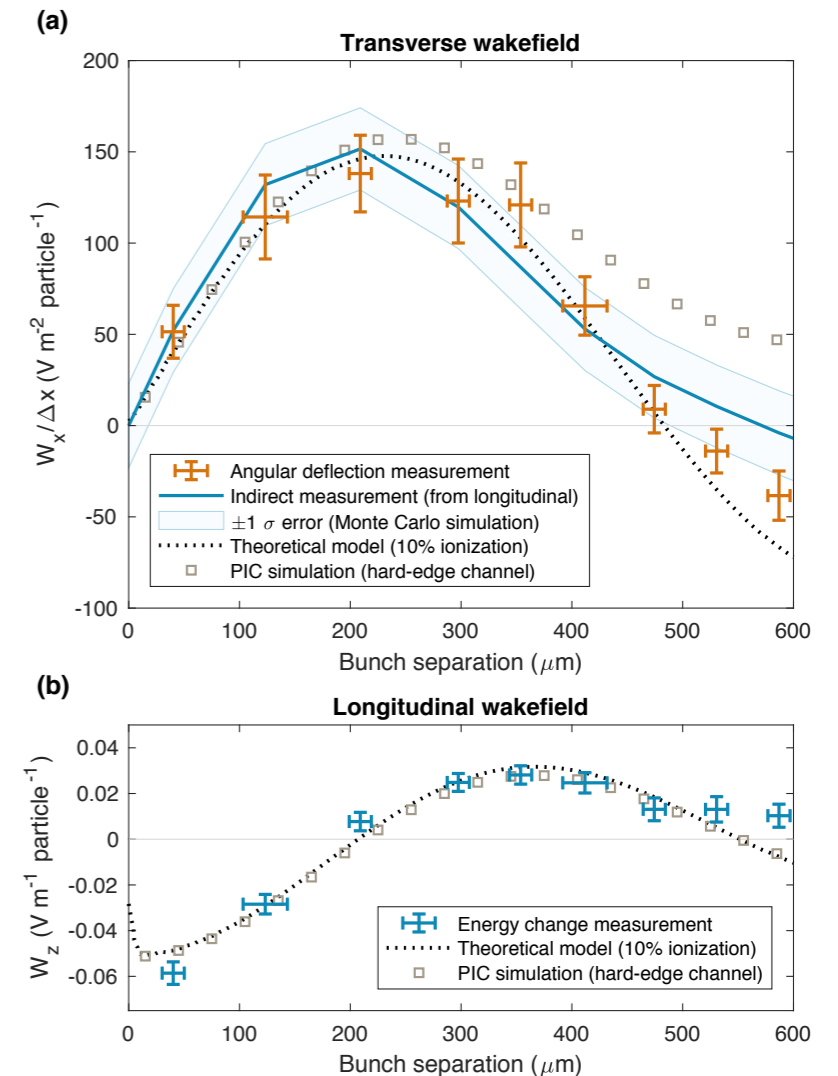 (a)
Transverse wakefield
200
150
100
50
0
-50
-100
W_x/Δx (V m⁻² particle⁻¹)
Angular deflection measurement
Indirect measurement (from longitudinal)
±1 σ error (Monte Carlo simulation)
Theoretical model (10% ionization)
PIC simulation (hard-edge channel)
0 100 200 300 400 500 600
Bunch separation (μm)
(b)
Longitudinal wakefield
0.04
0.02
0
-0.02
-0.04
-0.06
W_z (V m⁻¹ particle⁻¹)
Energy change measurement
Theoretical model (10% ionization)
PIC simulation (hard-edge channel)
0 100 200 300 400 500 600
Bunch separation (μm)